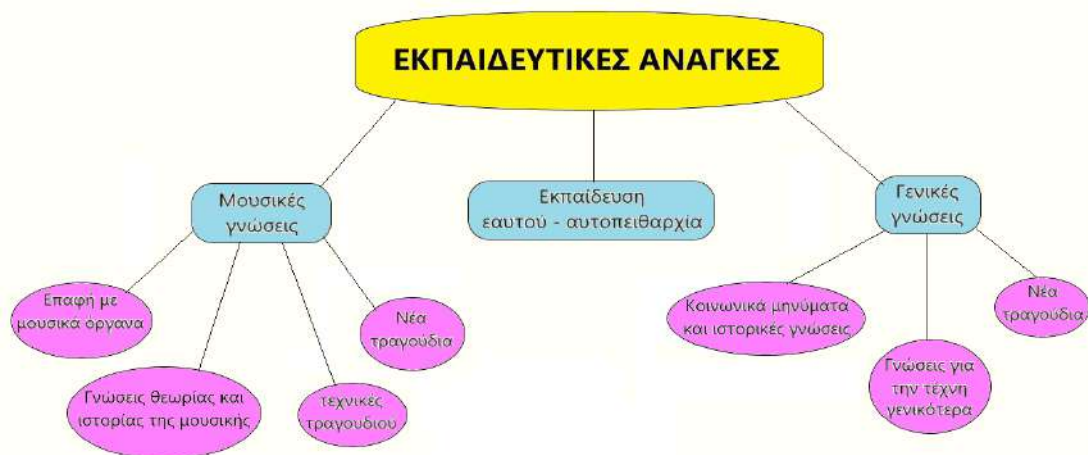 ΕΚΠΑΙΔΕΥΤΙΚΕΣ ΑΝΑΓΚΕΣ
Μουσικές
γνώσεις
Εκπαίδευση
εαυτού - αυτοπειθαρχία
Γενικές
γνώσεις
Επαφή με
μουσικά όργανα
Γνώσεις θεωρίας και
ιστορίας της μουσικής
τεχνικές
τραγουδιου
Νέα
τραγούδια
Κοινωνικά μηνύματα
και ιστορικές γνώσεις
Γνώσεις για
την τέχνη
γενικότερα
Νέα
τραγούδια